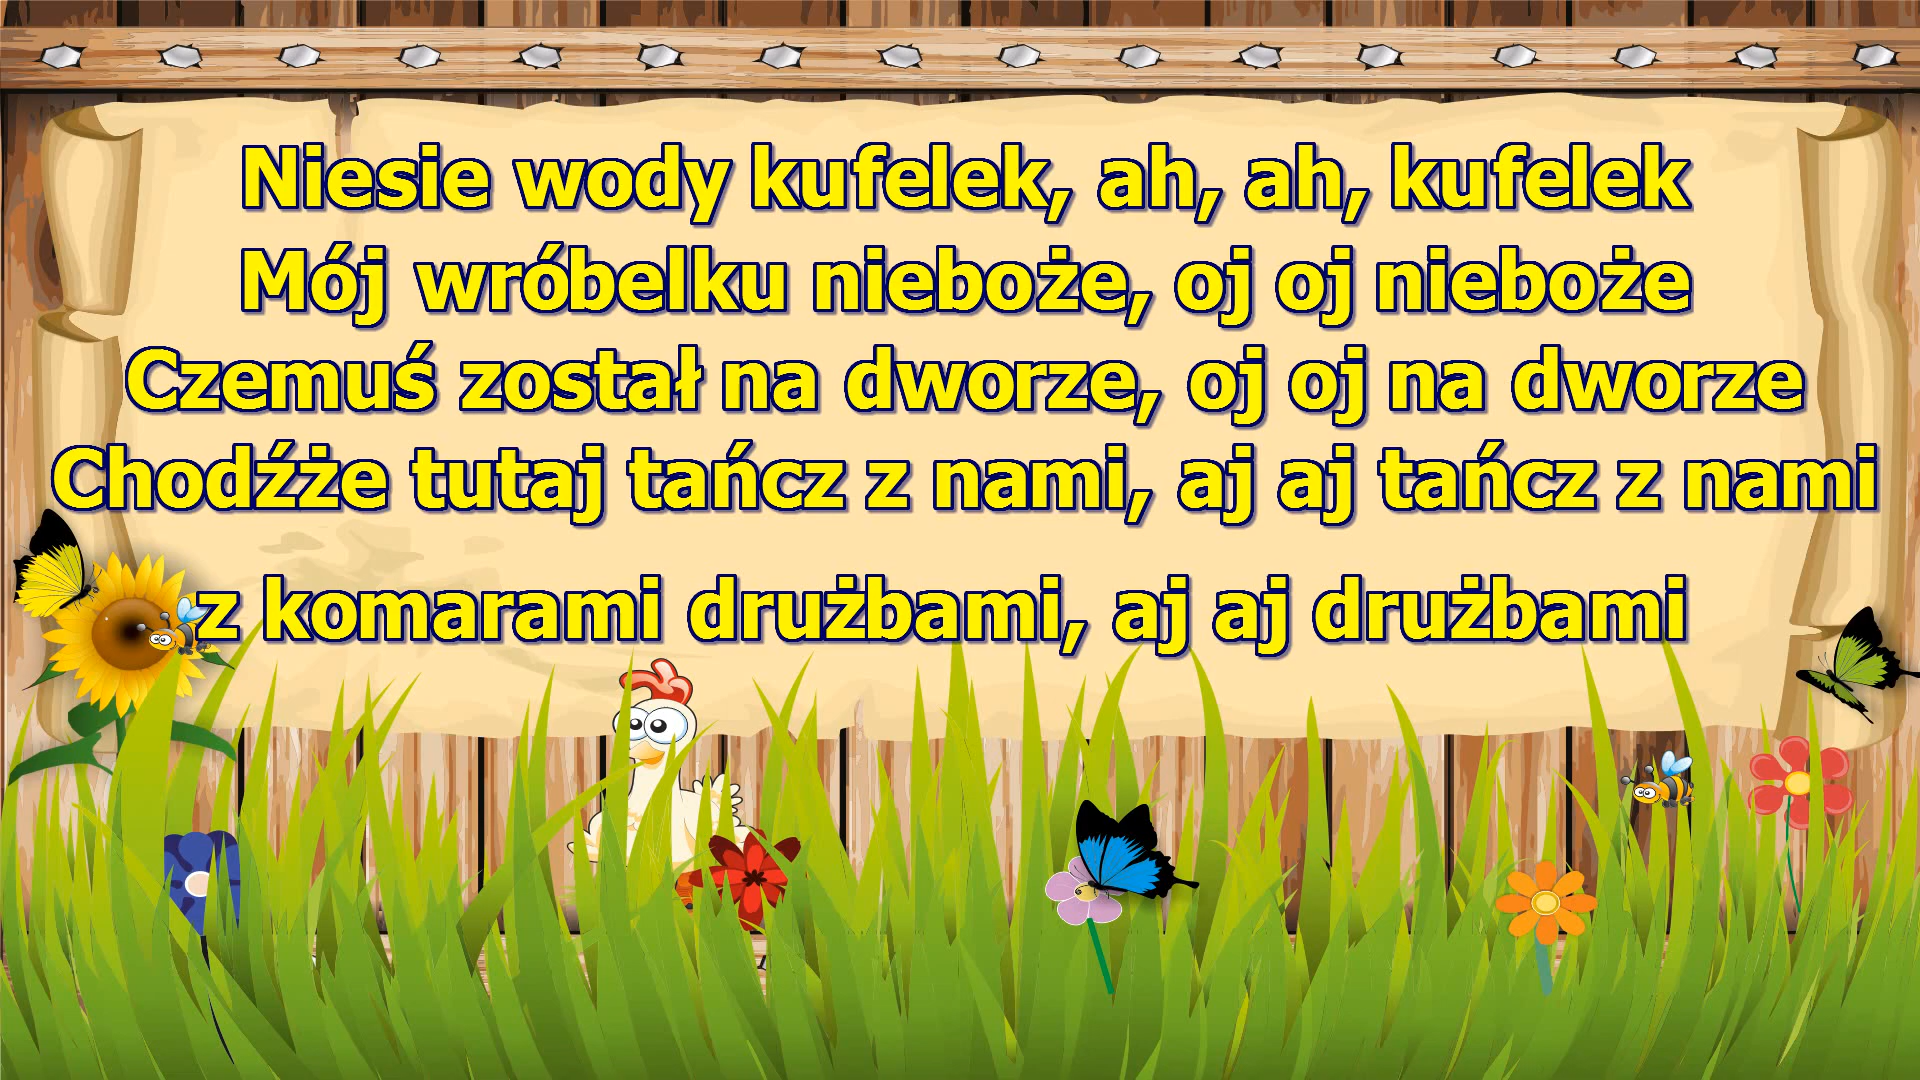 Niesie wody kufelek, ah, ah, kufelek
Mój wróbelku nieboże, oj oj nieboże
Czemuś został na dworze, oj oj na dworze
Chodźże tutaj tańcz z nami, aj aj tańcz z nami
z komarami drużbami, aj aj drużbami